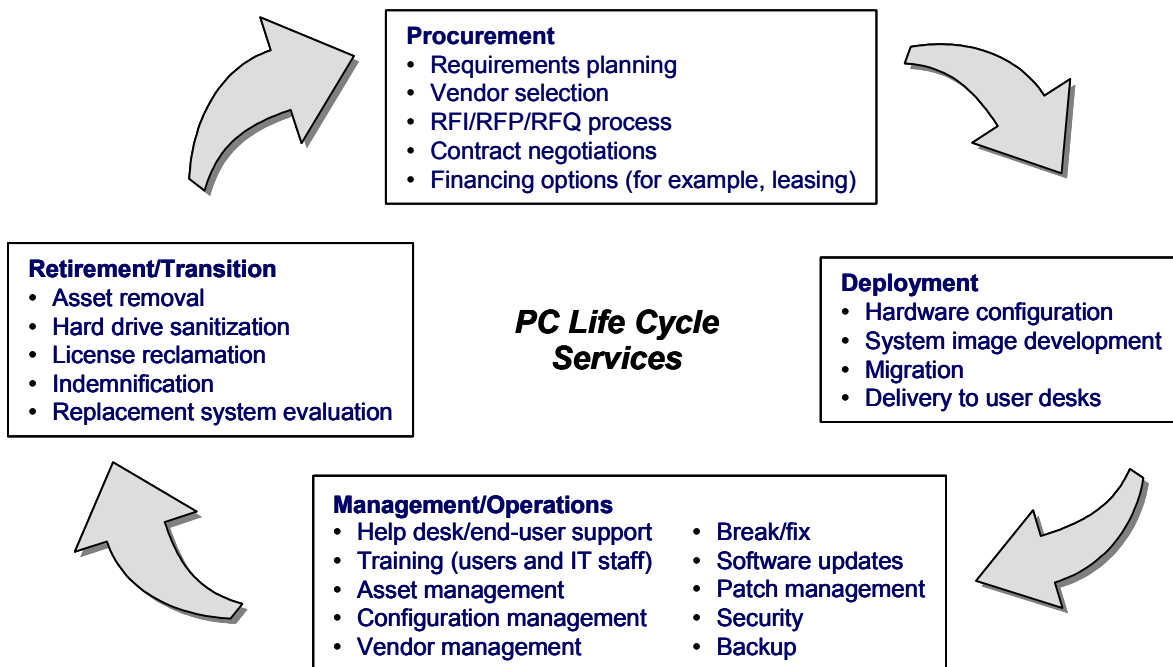 Procurement
• Requirements planning
• Vendor selection
• RFI/RFP/RFQ process
• Contract negotiations
• Financing options (for example, leasing)
Retirement/Transition
• Asset removal
• Hard drive sanitization
• License reclamation
• Indemnification
• Replacement system evaluation
PC Life Cycle
Services
Deployment
• Hardware configuration
• System image development
• Migration
• Delivery to user desks
Management/Operations
• Help desk/end-user support
• Training (users and IT staff)
• Asset management
• Configuration management
• Vendor management
• Break/fix
• Software updates
• Patch management
• Security
• Backup